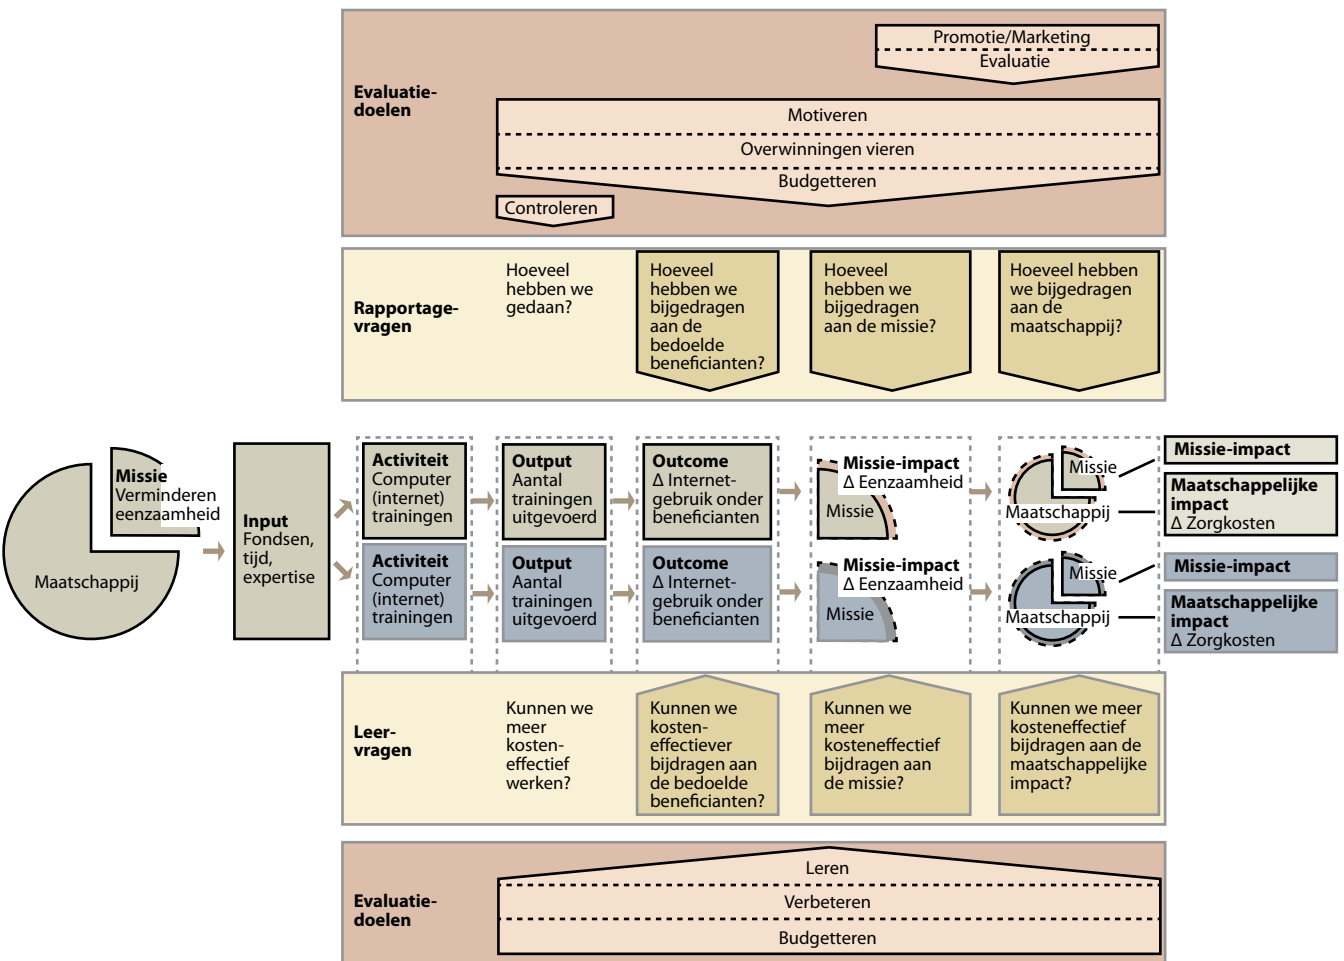 Promotie/Marketing
Evaluatie
Evaluatie-
doelen
Motiveren
Overwinningen vieren
Budgetteren
Controleren
Rapportage-
vragen
Hoeveel
hebben we
gedaan?
Hoeveel
hebben we
bijgedragen
aan de
bedoelde
beneficianten?
Hoeveel
hebben we
bijgedragen
aan de missie?
Hoeveel hebben
we bijgedragen
aan de
maatschappij?
Missie
Verminderen
eenzaamheid
Maatschappij
Input
Fondsen,
tijd,
expertise
Activiteit
Computer
(internet)
trainingen
Output
Aantal
trainingen
uitgevoerd
Outcome
Δ Internet-
gebruik onder
beneficianten
Missie-impact
Δ Eenzaamheid
Missie
Missie
Maatschappij
Missie-impact
Maatschappelijke
impact
Δ Zorgkosten
Activiteit
Computer
(internet)
trainingen
Output
Aantal
trainingen
uitgevoerd
Outcome
Δ Internet-
gebruik onder
beneficianten
Missie-impact
Δ Eenzaamheid
Missie
Missie
Maatschappij
Missie-impact
Maatschappelijke
impact
Δ Zorgkosten
Leer-
vragen
Kunnen we
meer
kosten-
effectief
werken?
Kunnen we
kosten-
effectiever
bijdragen aan
de bedoelde
beneficianten?
Kunnen we
meer
kosteneffectief
bijdragen aan
de missie?
Kunnen we meer
kosteneffectief
bijdragen aan de
maatschappelijke
impact?
Evaluatie-
doelen
Leren
Verbeteren
Budgetteren